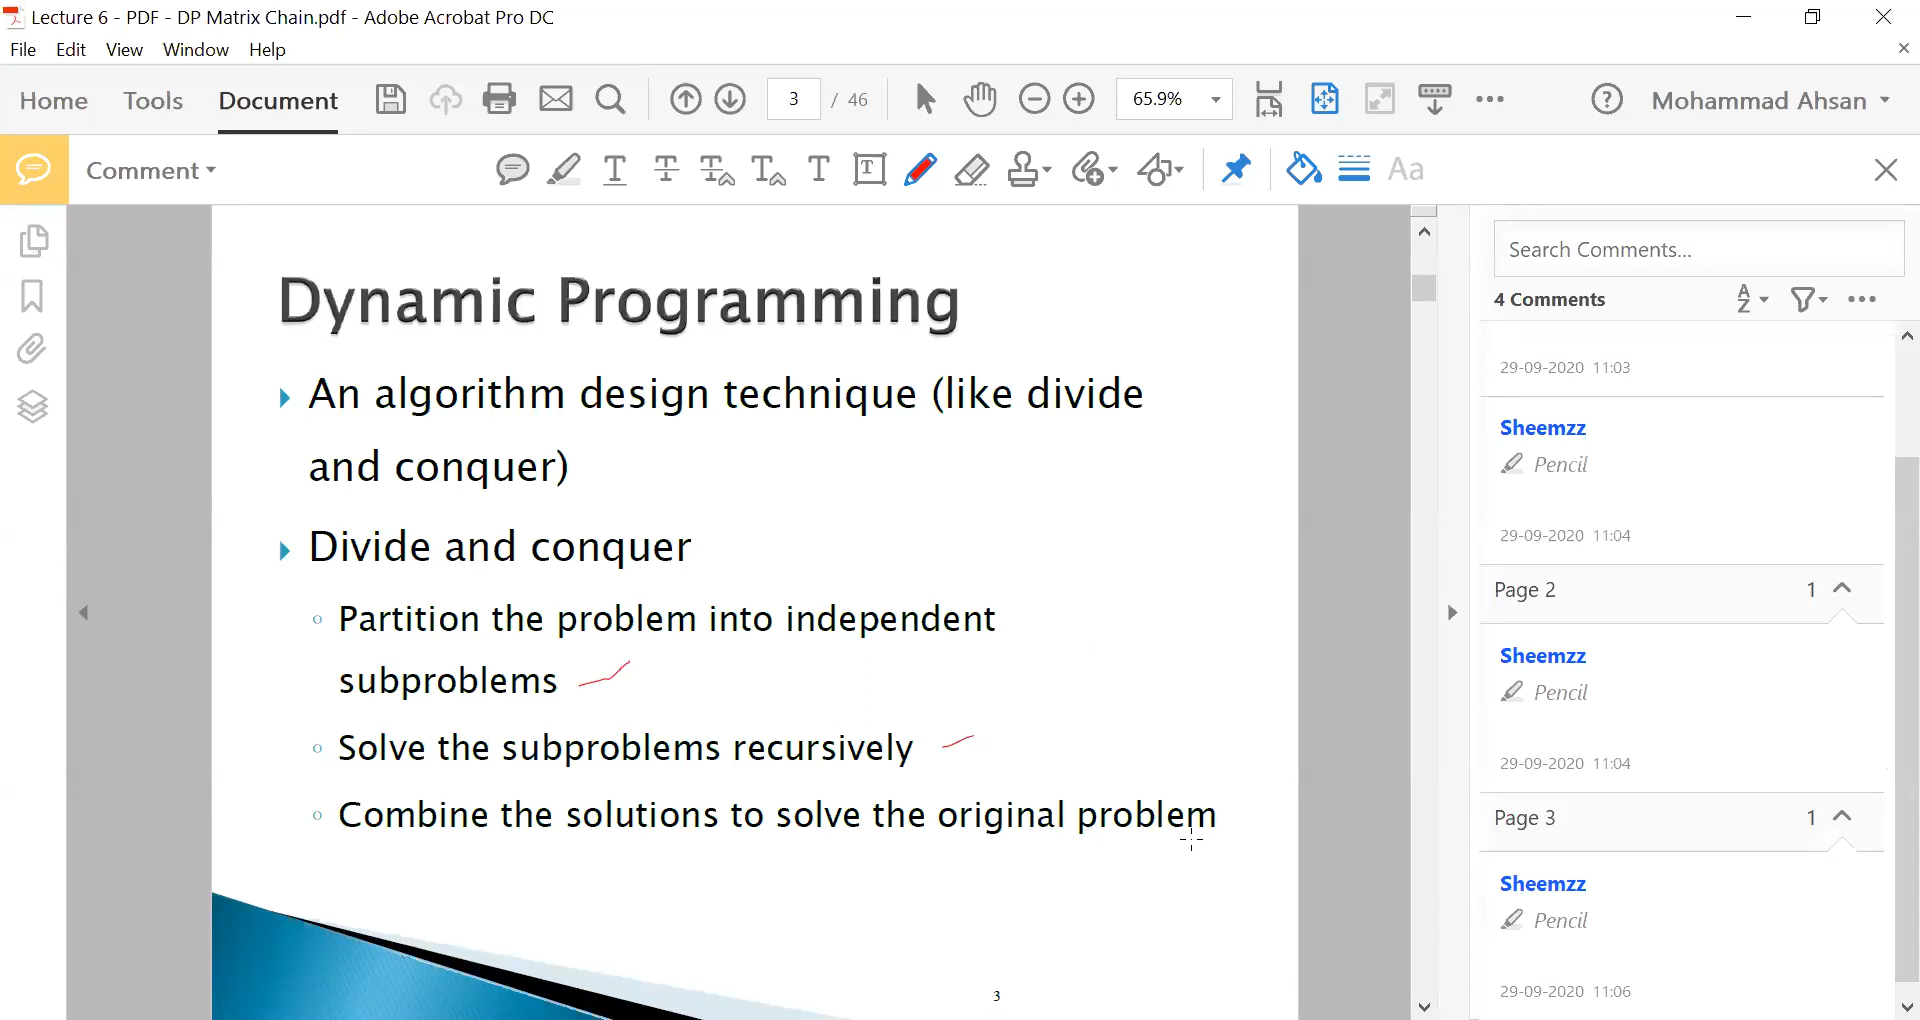 Lecture 6 - PDF - DP Matrix Chain.pdf - Adobe Acrobat Pro DC
File Edit View Window Help
Home Tools Document 3 / 46 65.9% Mohammad Ahsan
Comment T T T T T T Aa
Search Comments...
4 Comments A Z
29-09-2020 11:03
Sheemzz
Pencil
29-09-2020 11:04
Page 2 1
Sheemzz
Pencil
29-09-2020 11:04
Page 3 1
Sheemzz
Pencil
29-09-2020 11:06
Dynamic Programming
An algorithm design technique (like divide
and conquer)
Divide and conquer
Partition the problem into independent
subproblems
Solve the subproblems recursively
Combine the solutions to solve the original problem
3